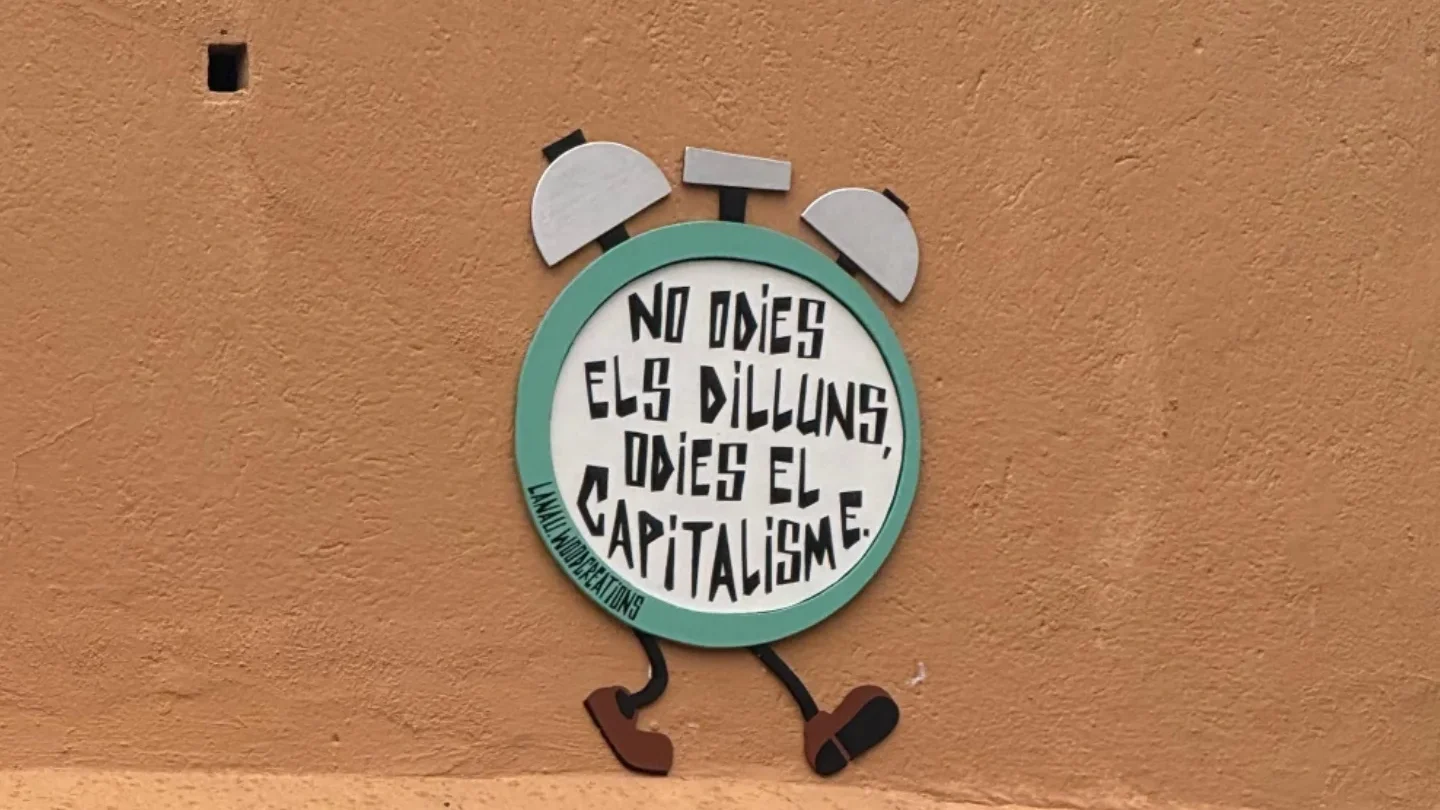 NO ODiES
ELS DiLLUNS,
ODiES EL
CAPiTALiSME.
LANAU.WOODCREATiONS